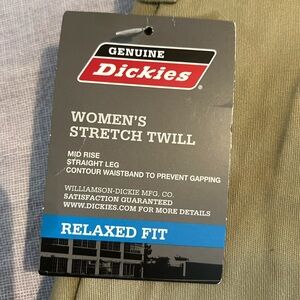 GENUINE
Dickies
WOMEN'S
STRETCH TWILL
MID RISE
STRAIGHT LEG
CONTOUR WAISTBAND TO PREVENT GAPPING
WILLIAMSON-DICKIE MFG. CO.
SATISFACTION GUARANTEED
WWW.DICKIES.COM FOR MORE DETAILS
RELAXED FIT